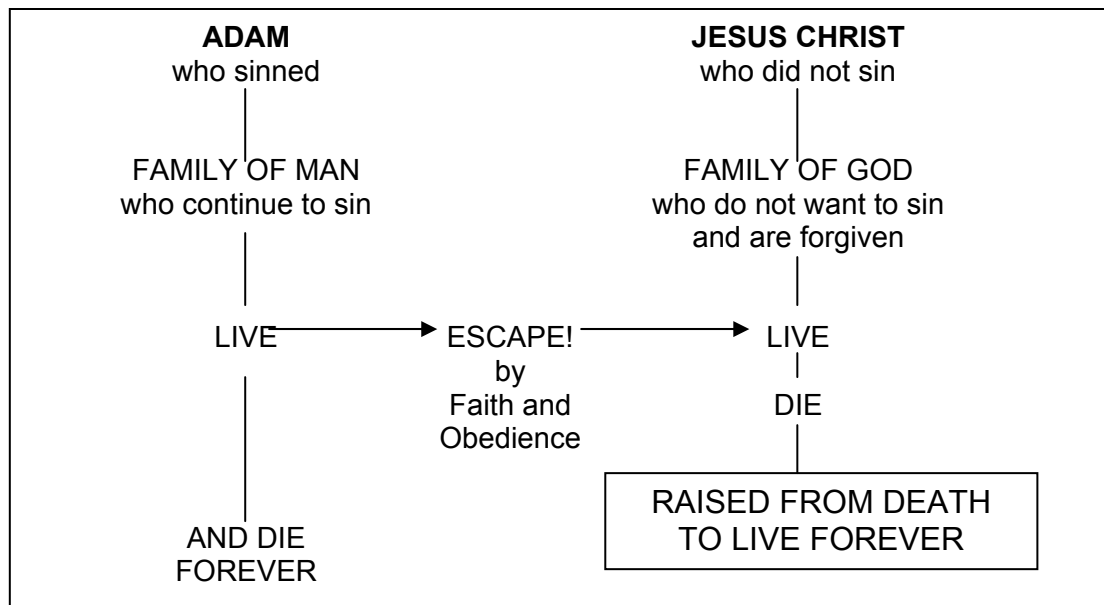 ADAM
who sinned
JESUS CHRIST
who did not sin
FAMILY OF MAN
who continue to sin
FAMILY OF GOD
who do not want to sin
and are forgiven
LIVE
ESCAPE!
by
Faith and
Obedience
LIVE
DIE
AND DIE
FOREVER
RAISED FROM DEATH
TO LIVE FOREVER